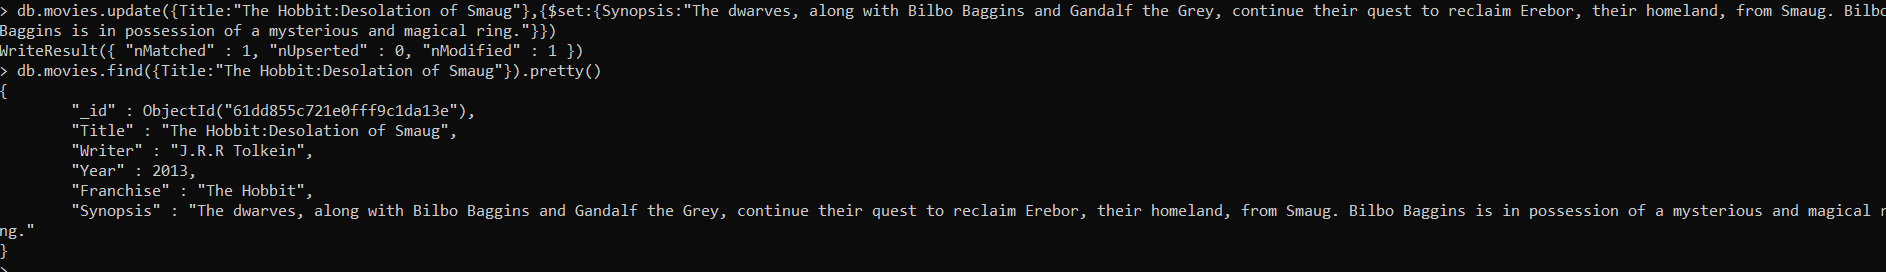 > db.movies.update({Title:"The Hobbit:Desolation of Smaug"},{$set:{Synopsis:"The dwarves, along with Bilbo Baggins and Gandalf the Grey, continue their quest to reclaim Erebor, their homeland, from Smaug. Bilbo
Baggins is in possession of a mysterious and magical ring."}})
WriteResult({ "nMatched" : 1, "nUpserted" : 0, "nModified" : 1 })
> db.movies.find({Title:"The Hobbit:Desolation of Smaug"}).pretty()
{
"_id" : ObjectId("61dd855c721e0fff9c1da13e"),
"Title" : "The Hobbit:Desolation of Smaug",
"Writer" : "J.R.R Tolkein",
"Year" : 2013,
"Franchise" : "The Hobbit",
"Synopsis" : "The dwarves, along with Bilbo Baggins and Gandalf the Grey, continue their quest to reclaim Erebor, their homeland, from Smaug. Bilbo Baggins is in possession of a mysterious and magical ri
ng."
}
>